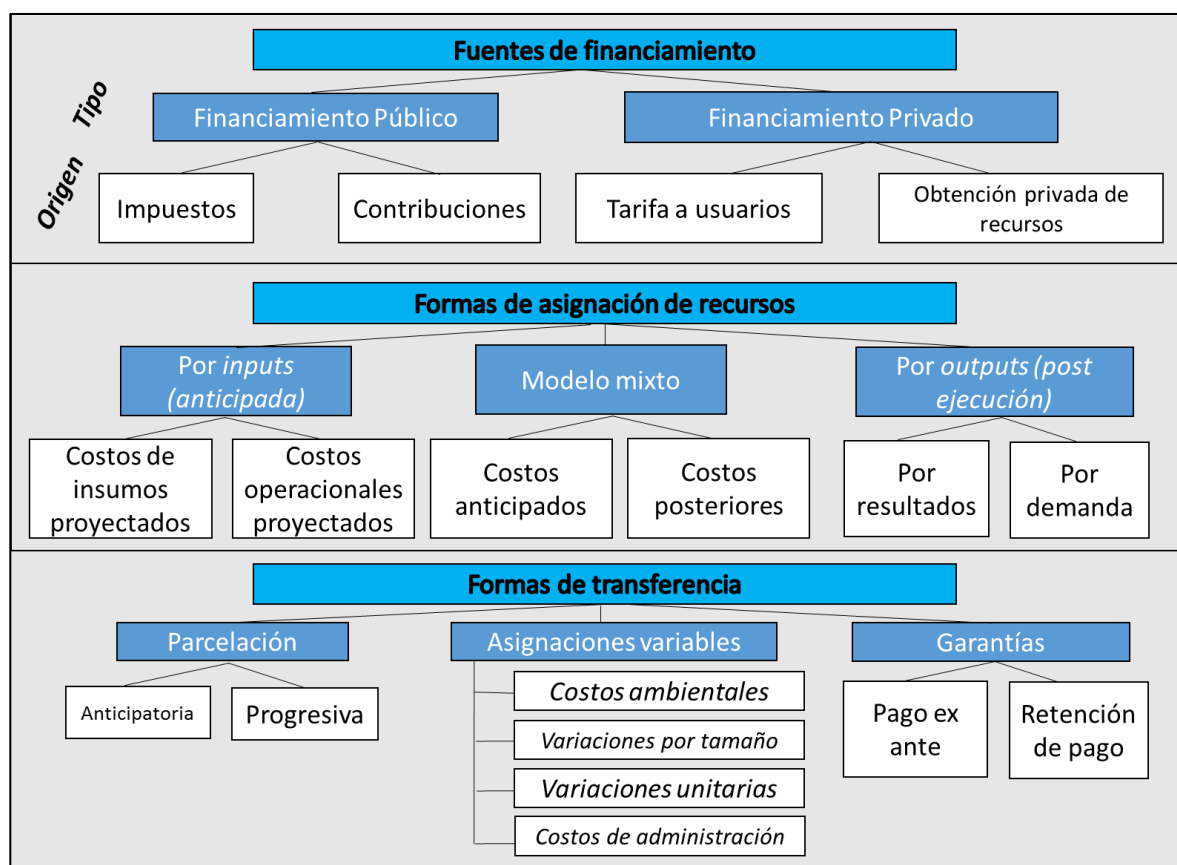 Fuentes de financiamiento
Tipo
Financiamiento Público
Financiamiento Privado
Origen
Impuestos
Contribuciones
Tarifa a usuarios
Obtención privada de
recursos
Formas de asignación de recursos
Por inputs
(anticipada)
Modelo mixto
Por outputs (post
ejecución)
Costos de
insumos
proyectados
Costos
operacionales
proyectados
Costos
anticipados
Costos
posteriores
Por
resultados
Por
demanda
Formas de transferencia
Parcelación
Asignaciones variables
Garantías
Anticipatoria
Progresiva
Costos ambientales
Variaciones por tamaño
Variaciones unitarias
Costos de administración
Pago ex
ante
Retención
de pago